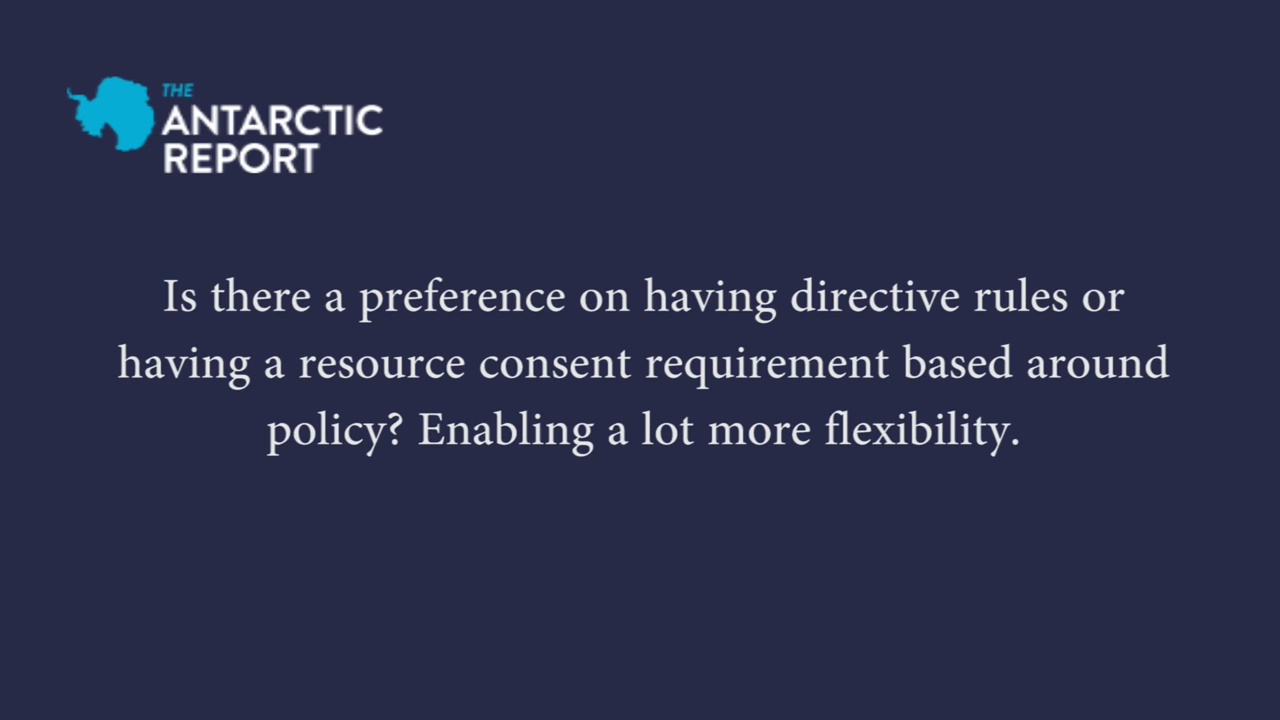 THE
ANTARCTIC
REPORT
Is there a preference on having directive rules or
having a resource consent requirement based around
policy? Enabling a lot more flexibility.